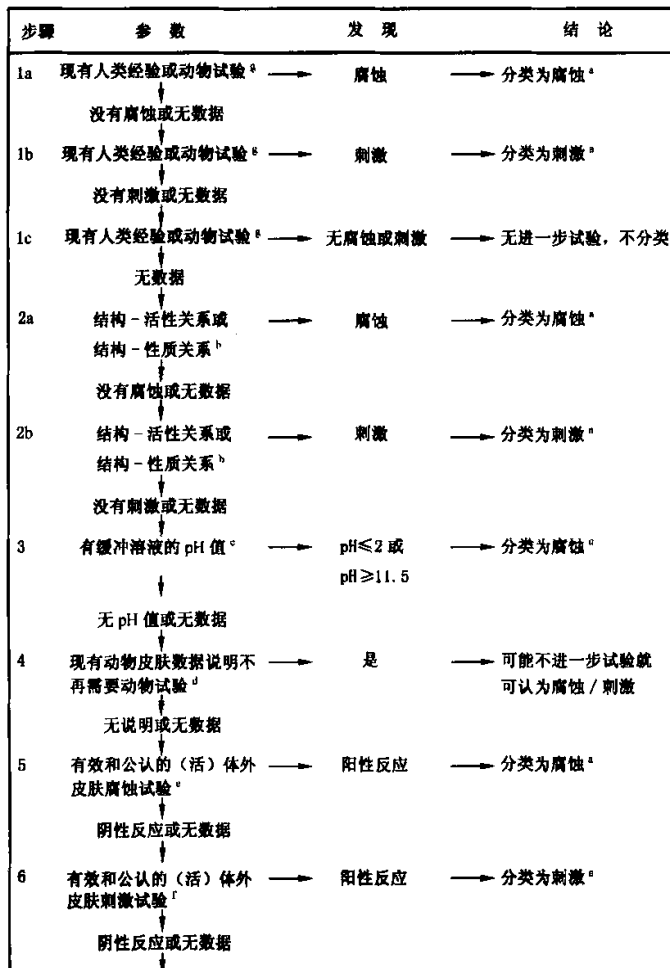 步骤 参 数 发 现 结 论
1a 现有人类经验或动物试验 g 腐蚀 分类为腐蚀 a
没有腐蚀或无数据
1b 现有人类经验或动物试验 g 刺激 分类为刺激 a
没有刺激或无数据
1c 现有人类经验或动物试验 g 无腐蚀或刺激 无进一步试验，不分类
无数据
2a 结构-活性关系或 腐蚀 分类为腐蚀 a
结构-性质关系 b
没有腐蚀或无数据
2b 结构-活性关系或 刺激 分类为刺激 a
结构-性质关系 b
没有刺激或无数据
3 有缓冲溶液的 pH 值 c pH≤2 或 分类为腐蚀
pH≥11.5
无 pH 值或无数据
4 现有动物皮肤数据说明不 是 可能不进一步试验就
再需要动物试验 d 可认为腐蚀/刺激
无说明或无数据
5 有效和公认的（活）体外 阳性反应 分类为腐蚀 a
皮肤腐蚀试验 e
阴性反应或无数据
6 有效和公认的（活）体外 阳性反应 分类为刺激 a
皮肤刺激试验 f
阴性反应或无数据